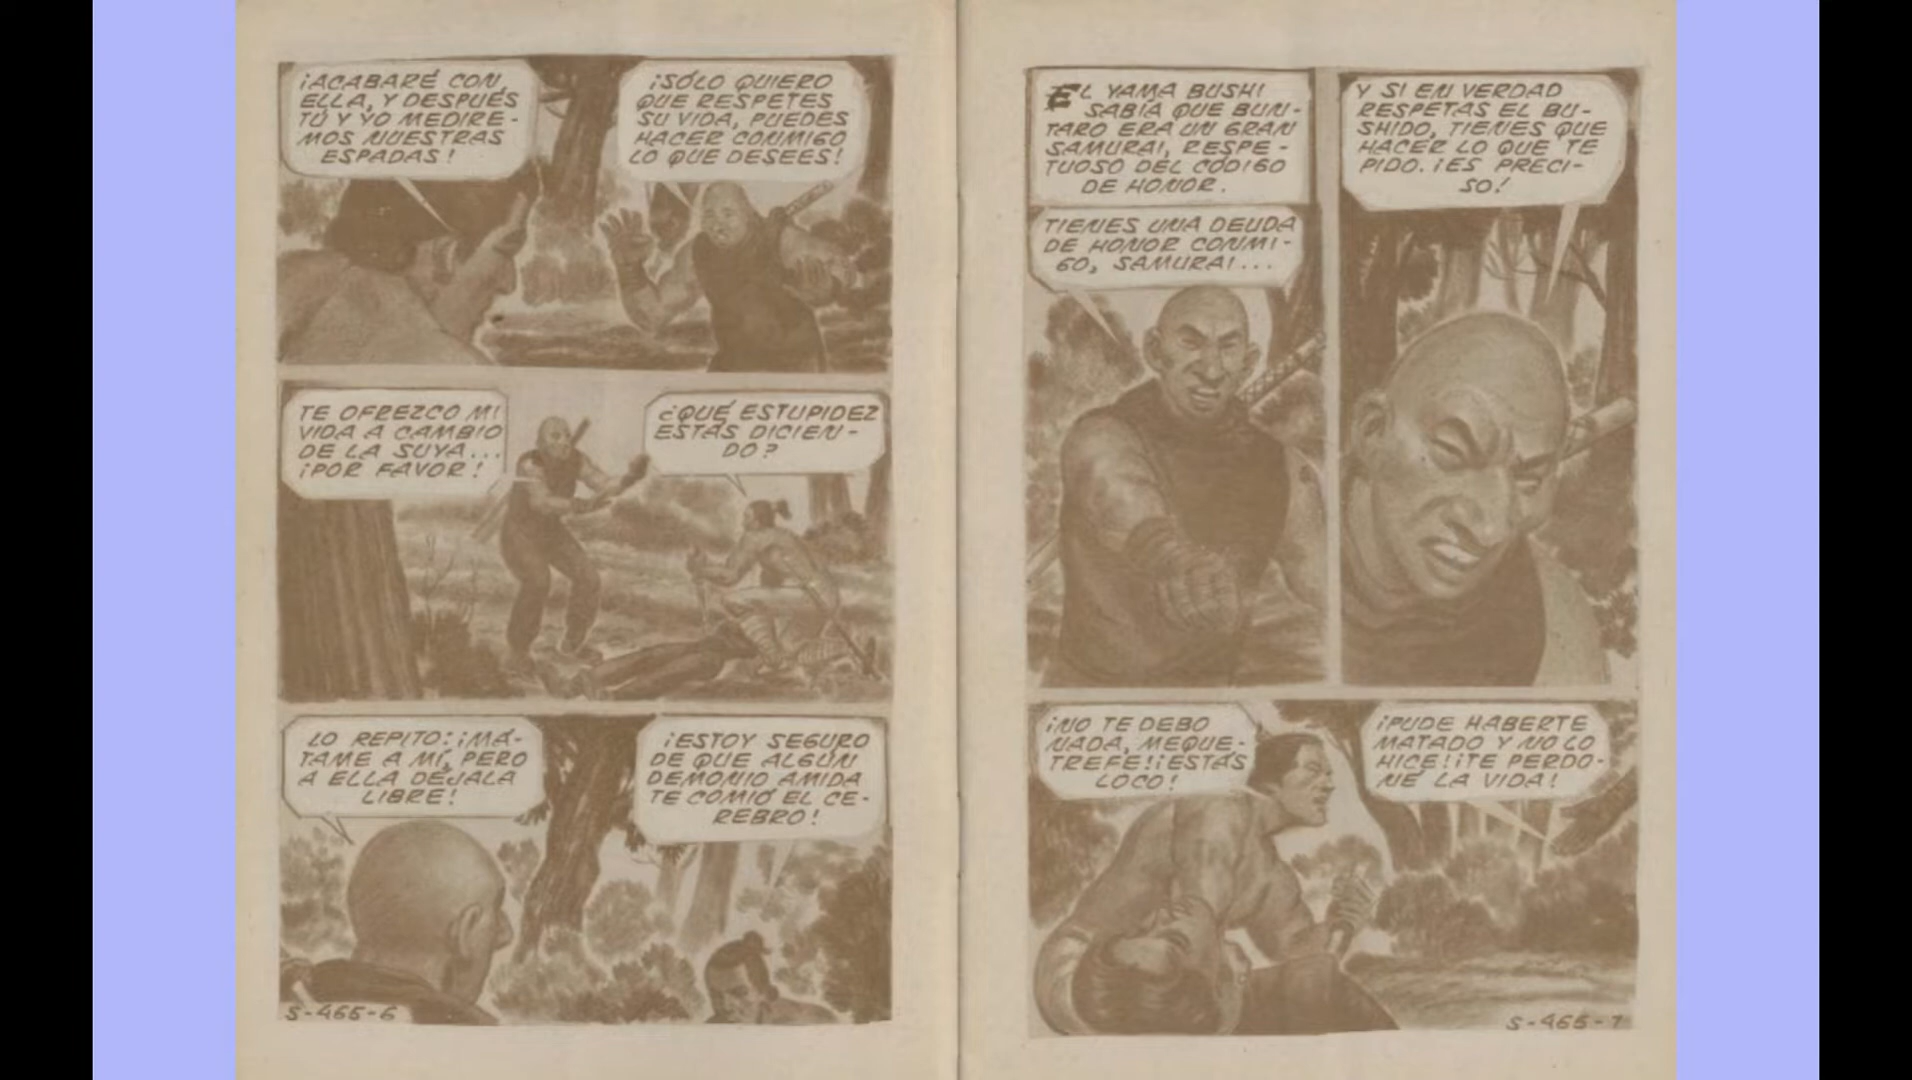 ¡ACABARÉ CON
ELLA, Y DESPUÉS
TÚ Y YO MEDIRE-
MOS NUESTRAS
ESPADAS!
¡SÓLO QUIERO
QUE RESPETES
SU VIDA, PUEDES
HACER CONMIGO
LO QUE DESEES!
TE OFREZCO MI
VIDA A CAMBIO
DE LA SUYA...
¡POR FAVOR!
¿QUÉ ESTUPIDEZ
ESTÁS DICIEN-
DO?
LO REPITO: ¡MÁ-
TAME A MÍ, PERO
A ELLA DÉJALA
LIBRE!
¡ESTOY SEGURO
DE QUE ALGÚN
DEMONIO AMIDA
TE COMIÓ EL CE-
REBRO!
S-465-6
EL YAMA BUSHI
SABÍA QUE BUN-
TARO ERA UN GRAN
SAMURAI, RESPE-
TUOSO DEL CÓDIGO
DE HONOR.
TIENES UNA DEUDA
DE HONOR CONMI-
GO, SAMURAI...
Y SI EN VERDAD
RESPETAS EL BU-
SHIDO, TIENES QUE
HACER LO QUE TE
PIDO. ¡ES PRECI-
SO!
¡NO TE DEBO
NADA, MEQUE-
TREFE! ¡ESTÁS
LOCO!
¡PUDE HABERTE
MATADO Y NO LO
HICE! ¡TE PERDO-
NÉ LA VIDA!
S-465-7